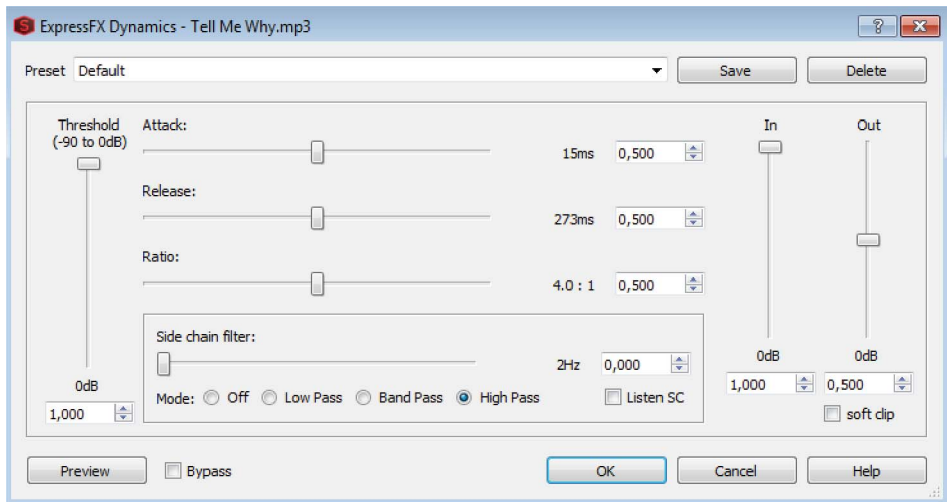 ExpressFX Dynamics - Tell Me Why.mp3
Preset Default Save Delete
Threshold
(-90 to 0dB)
0dB
1,000
Attack:
15ms 0,500
Release:
273ms 0,500
Ratio:
4.0 : 1 0,500
Side chain filter:
2Hz 0,000
Mode: Off Low Pass Band Pass High Pass Listen SC
In
0dB
1,000
Out
0dB
0,500
soft clip
Preview Bypass OK Cancel Help